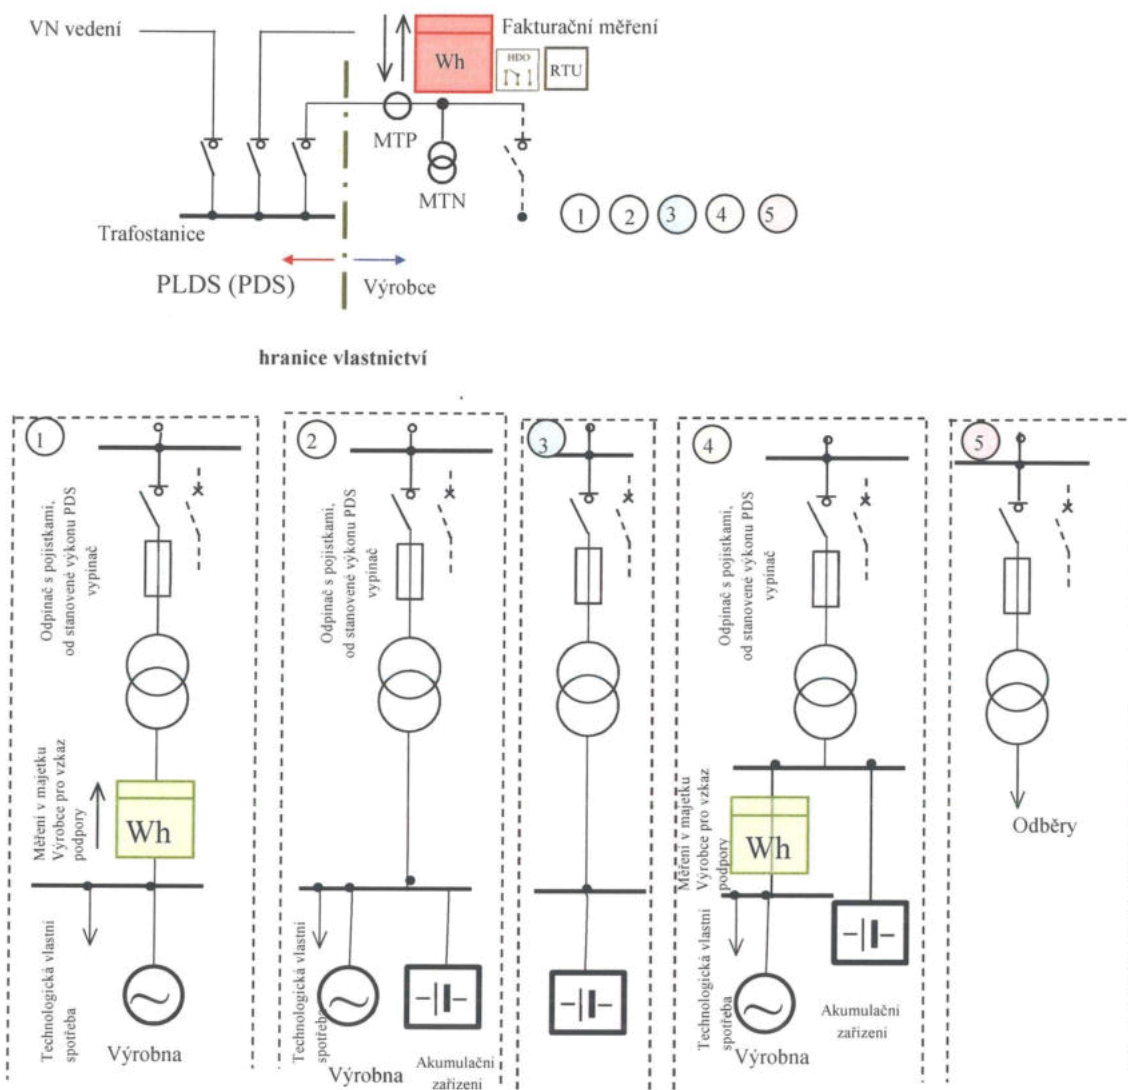 VN vedení
Fakturační měření
Wh
HDO
RTU
MTP
MTN
1 2 3 4 5
Trafostanice
PLDS (PDS)
Výrobce
hranice vlastnictví
1
Odpínač s pojistkami,
od stanovené výkonu PDS
vypínač
Měření v majetku
Výrobce pro vzkaz
podpory
Wh
Technologická vlastní
spotřeba
Výrobna
2
Odpínač s pojistkami,
od stanovené výkonu PDS
vypínač
Technologická vlastní
spotřeba
Výrobna
Akumulační
zařízení
3
4
Odpínač s pojistkami,
od stanovené výkonu PDS
vypínač
Měření v majetku
Výrobce pro vzkaz
podpory
Wh
Technologická vlastní
spotřeba
Výrobna
Akumulační
zařízení
5
Odběry